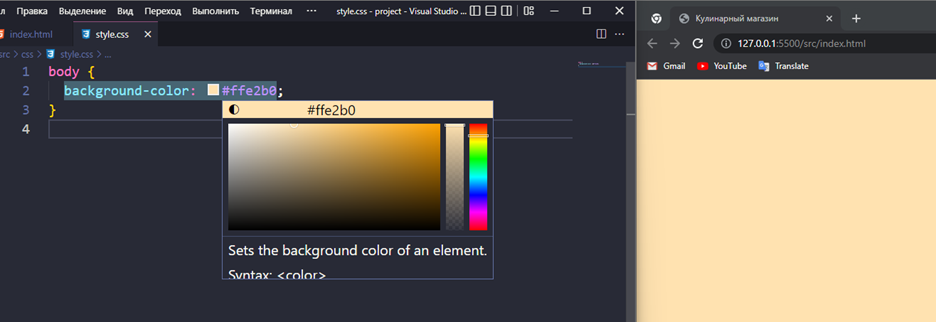 л Правка Выделение Вид Переход Выполнить Терминал ··· style.css - project - Visual Studio ...
index.html
style.css
src > css > style.css > ...
1 body {
2 background-color: #ffe2b0;
3 }
4
#ffe2b0
Sets the background color of an element.
Syntax: <color>
Кулинарный магазин
127.0.0.1:5500/src/index.html
Gmail YouTube Translate